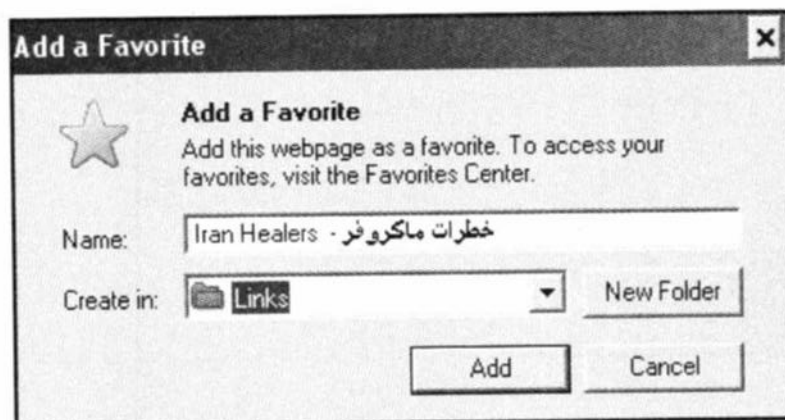 Add a Favorite
Add a Favorite
Add this webpage as a favorite. To access your
favorites, visit the Favorites Center.
Name: Iran Healers - خطرات ماكروفر
Create in: Links New Folder
Add Cancel